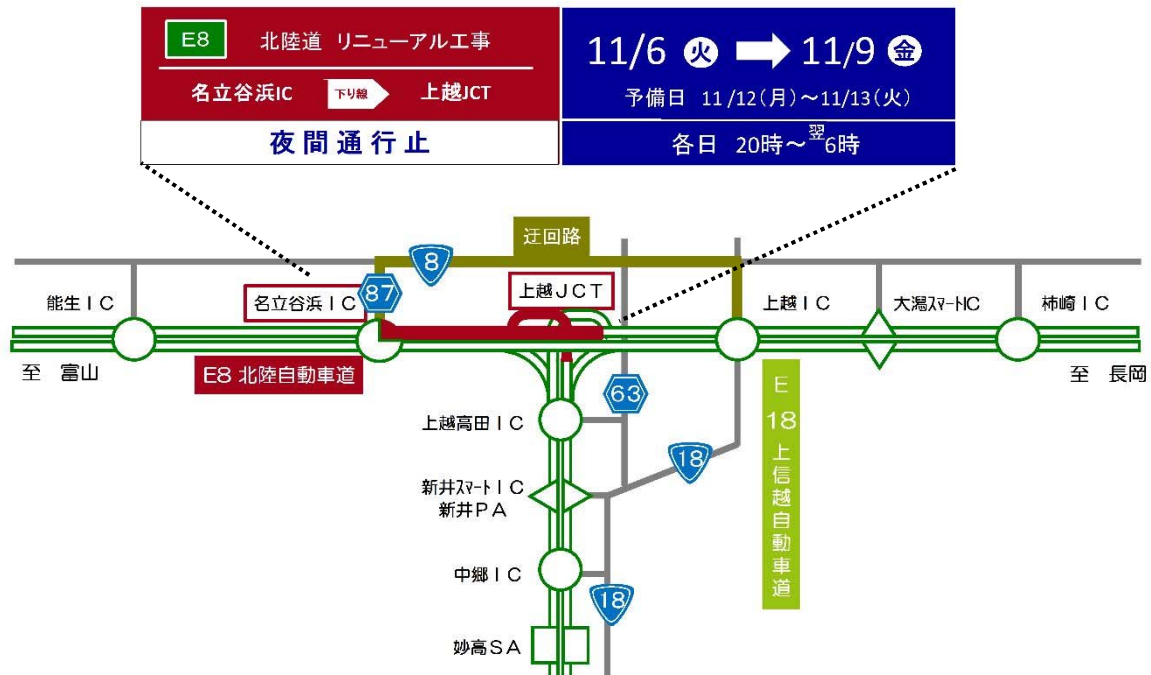 E8 北陸道 リニューアル工事
名立谷浜IC 下り線 上越JCT
夜間通行止
11/6 火 11/9 金
予備日 11/12(月)～11/13(火)
各日 20時～翌6時
迂回路
8
87
能生IC
名立谷浜IC
上越JCT
上越IC
大潟スマートIC
柿崎IC
至 富山
E8 北陸自動車道
至 長岡
63
上越高田IC
18
新井スマートIC
新井PA
E
18
上信越自動車道
中郷IC
18
妙高SA